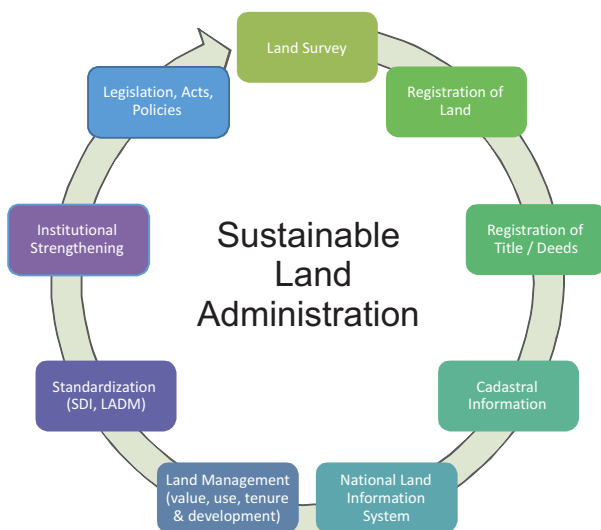 Land Survey
Registration of
Land
Registration of
Title / Deeds
Cadastral
Information
National Land
Information
System
Land Management
(value, use, tenure
& development)
Standardization
(SDI, LADM)
Institutional
Strengthening
Legislation, Acts,
Policies
Sustainable
Land
Administration